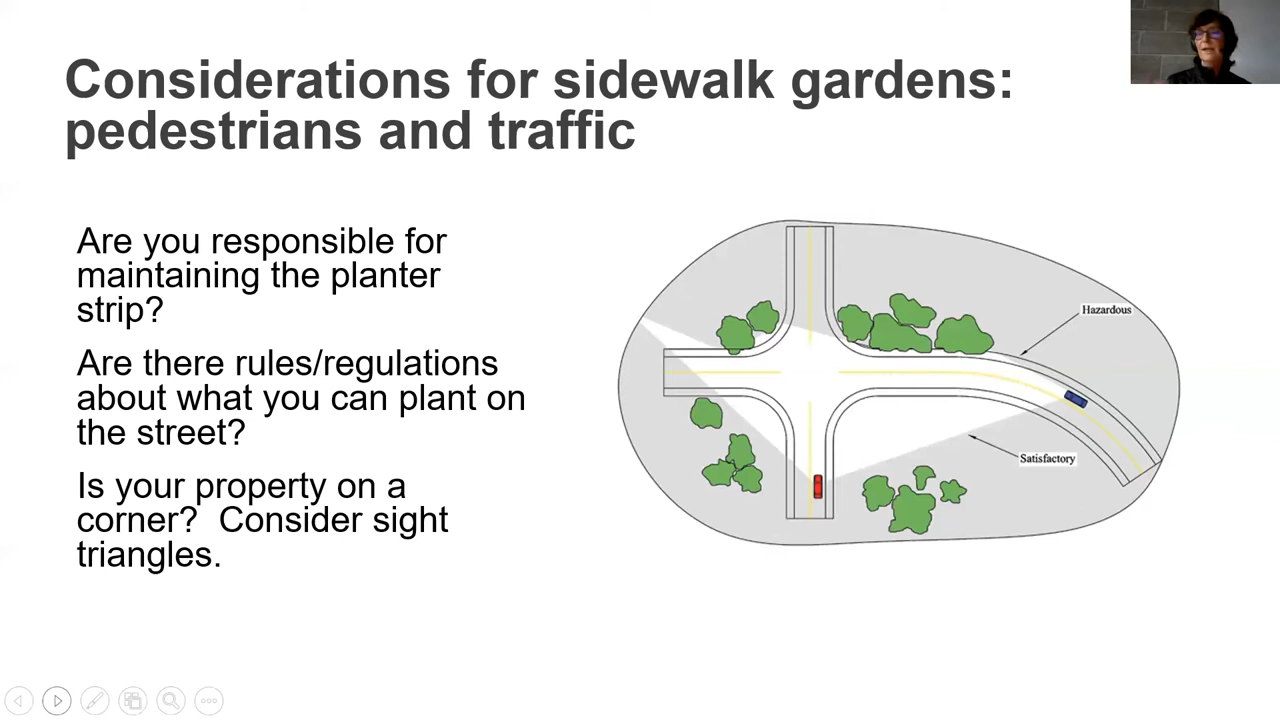 Considerations for sidewalk gardens:
pedestrians and traffic
Are you responsible for
maintaining the planter
strip?
Are there rules/regulations
about what you can plant on
the street?
Is your property on a
corner?  Consider sight
triangles.
Hazardous
Satisfactory